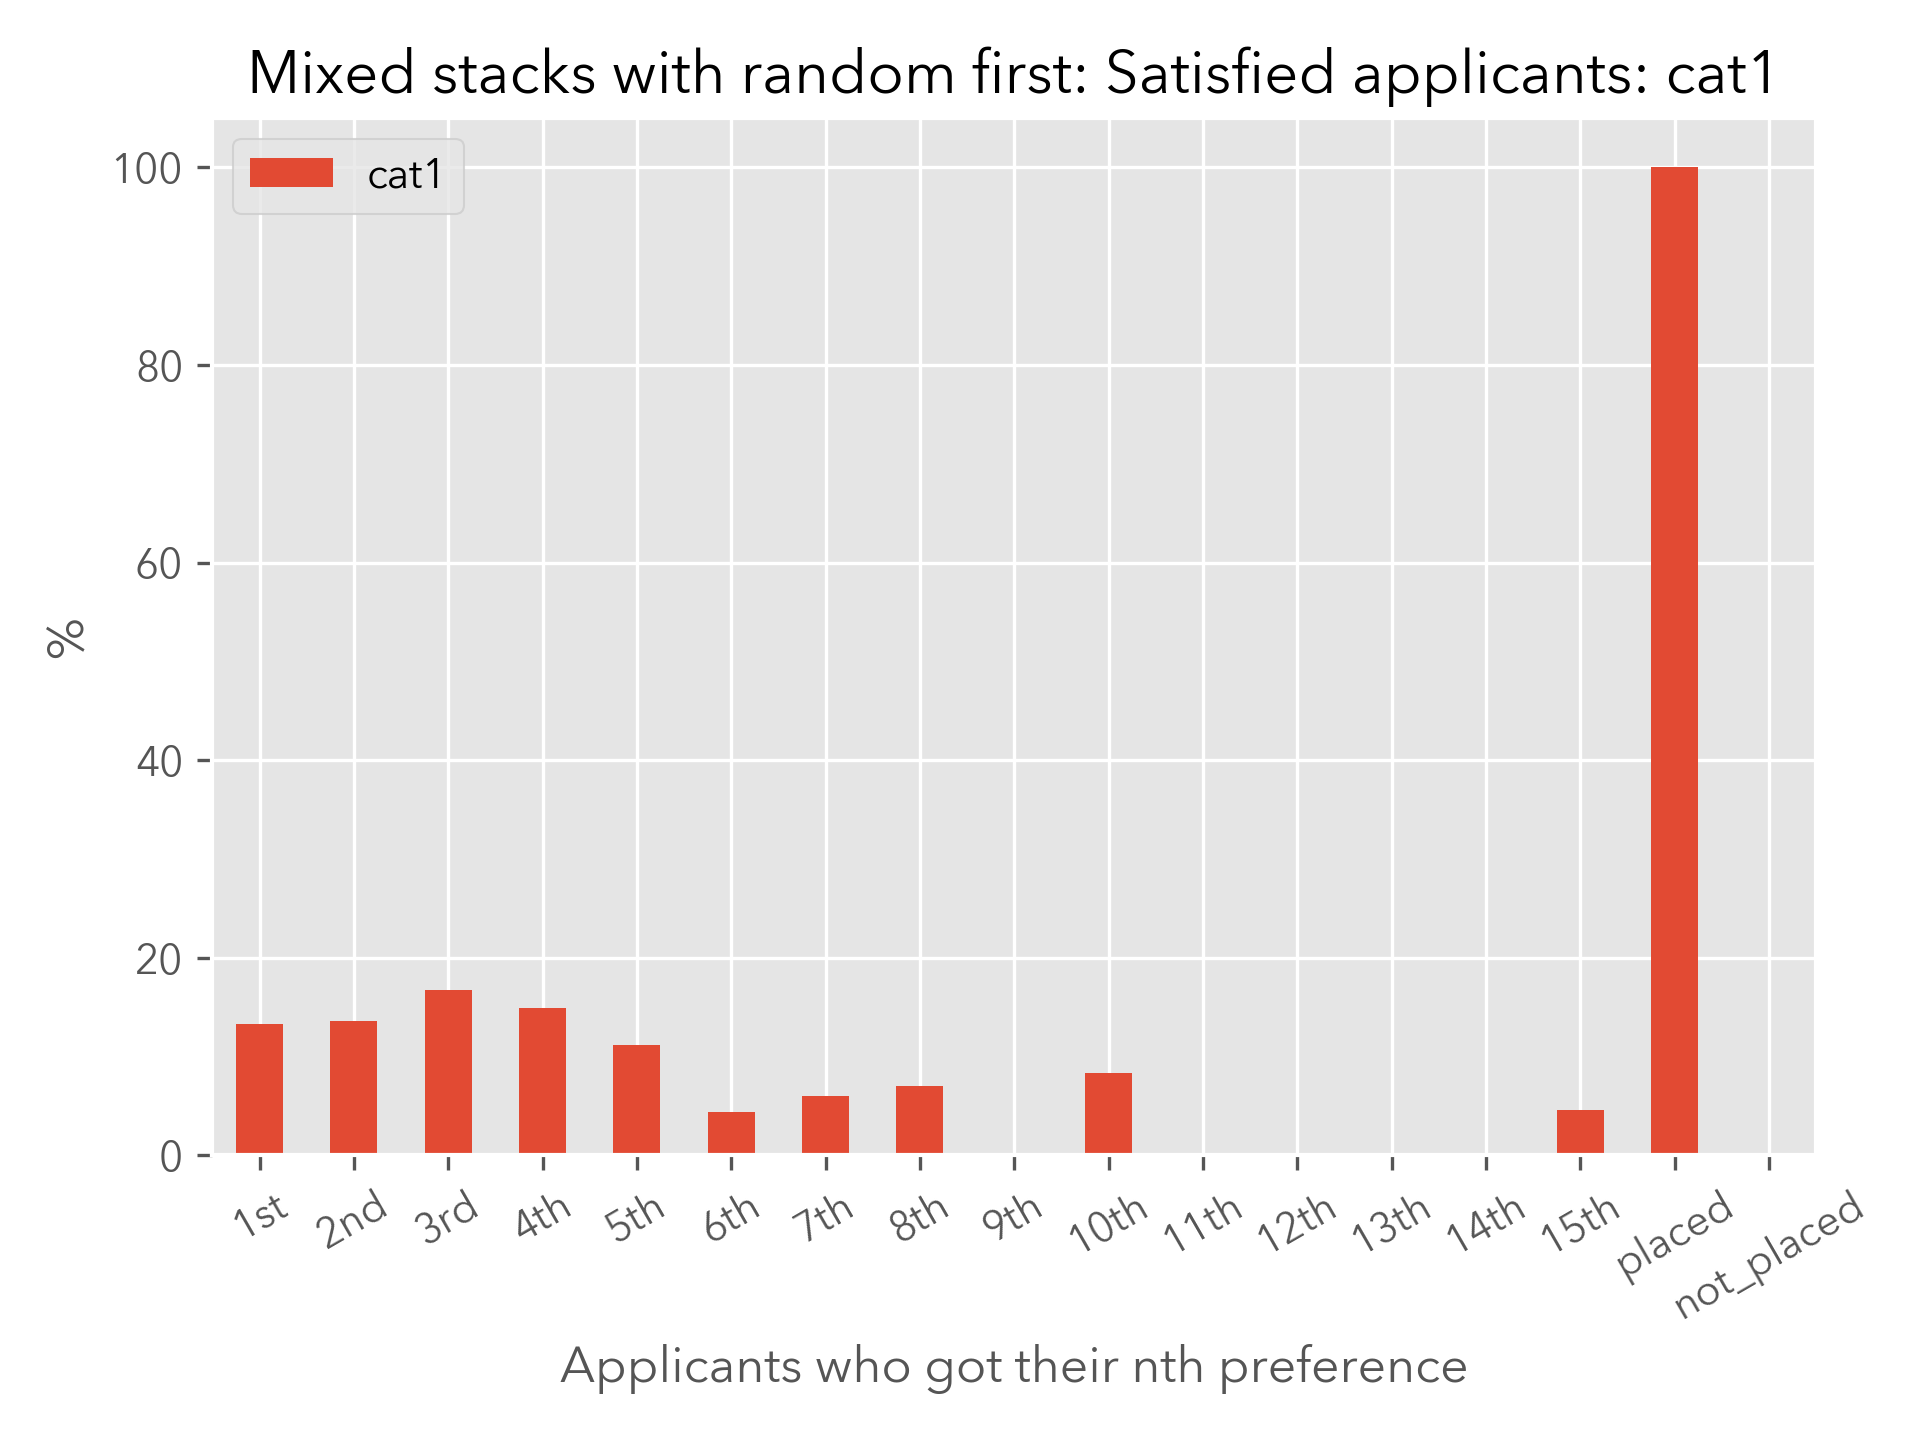 Mixed stacks with random first: Satisfied applicants: cat1
cat1
100
80
60
40
20
0
%
1st
2nd
3rd
4th
5th
6th
7th
8th
9th
10th
11th
12th
13th
14th
15th
placed
not_placed
Applicants who got their nth preference